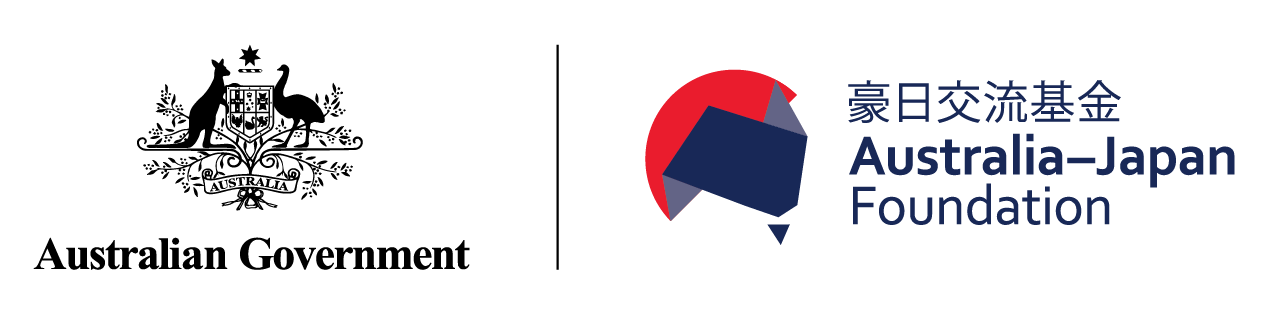 AUSTRALIA
Australian Government
豪日交流基金
Australia–Japan
Foundation